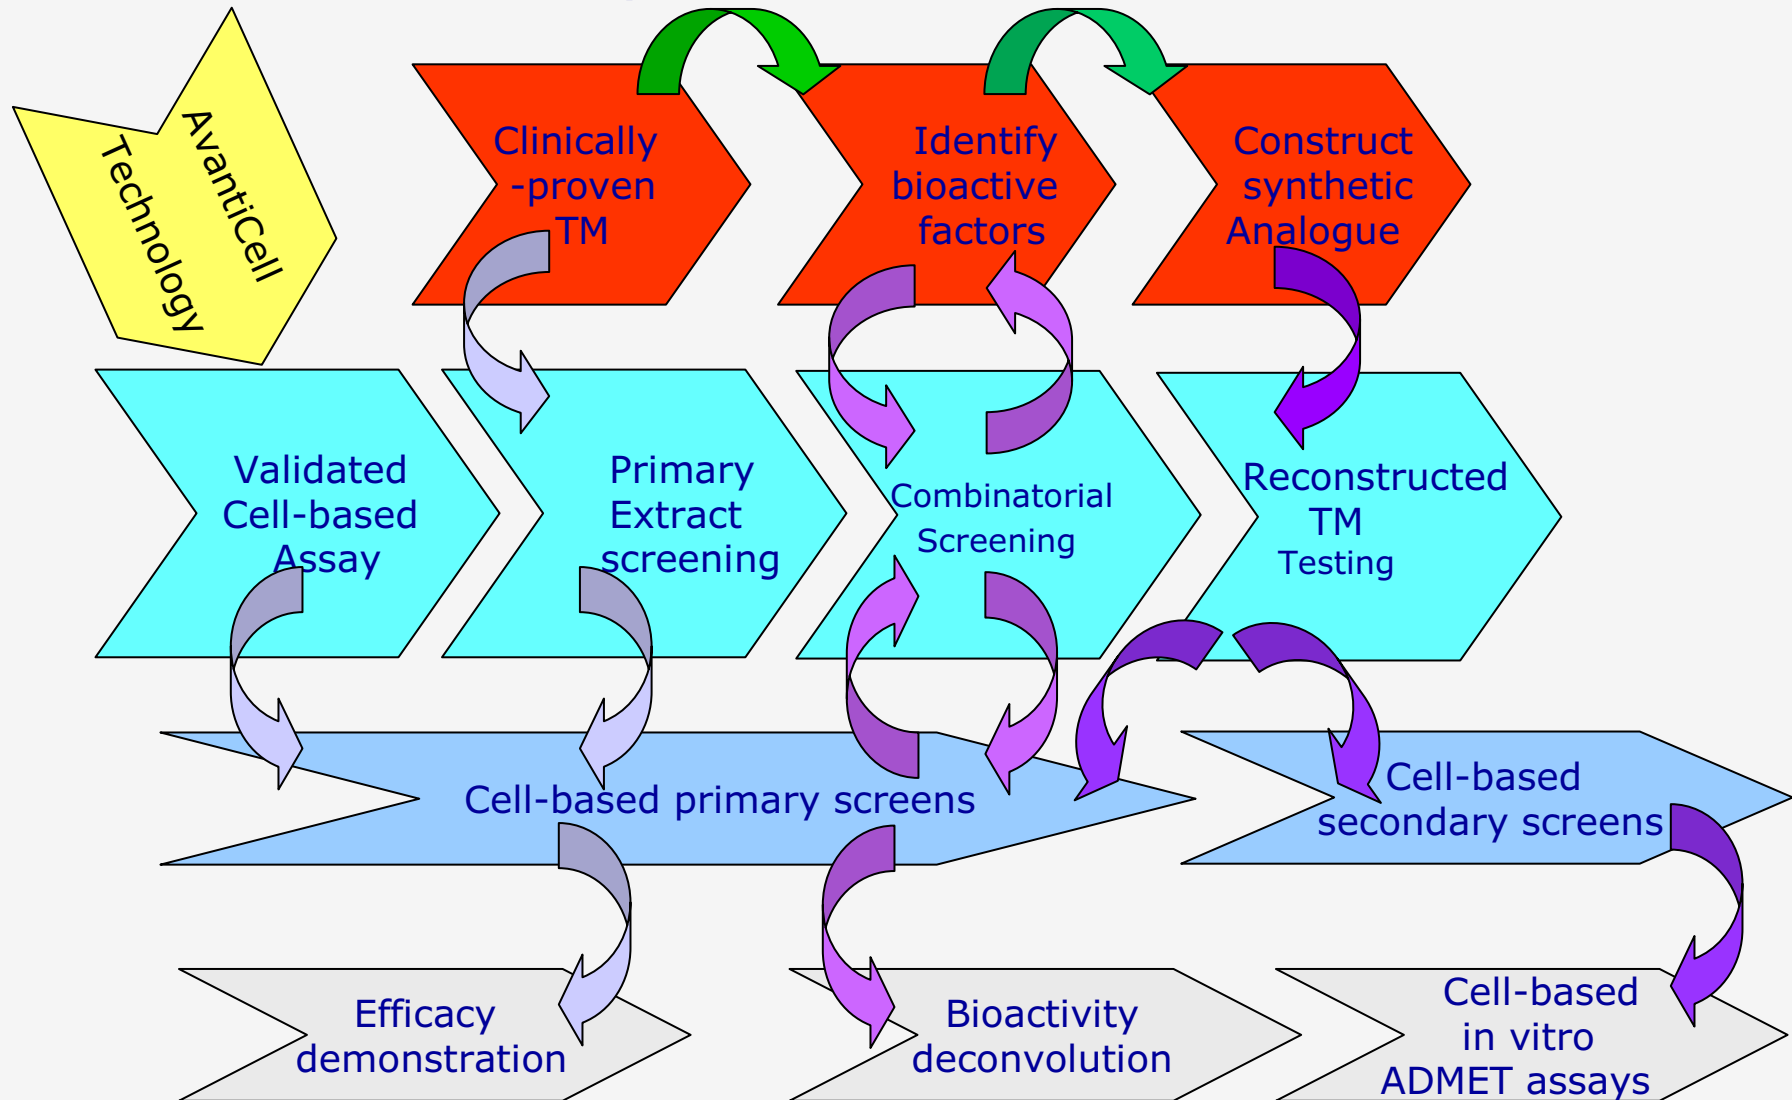 AvantiCell
Technology
Clinically
-proven
TM
Identify
bioactive
factors
Construct
synthetic
Analogue
Validated
Cell-based
Assay
Primary
Extract
screening
Combinatorial
Screening
Reconstructed
TM
Testing
Cell-based primary screens
Cell-based
secondary screens
Efficacy
demonstration
Bioactivity
deconvolution
Cell-based
in vitro
ADMET assays